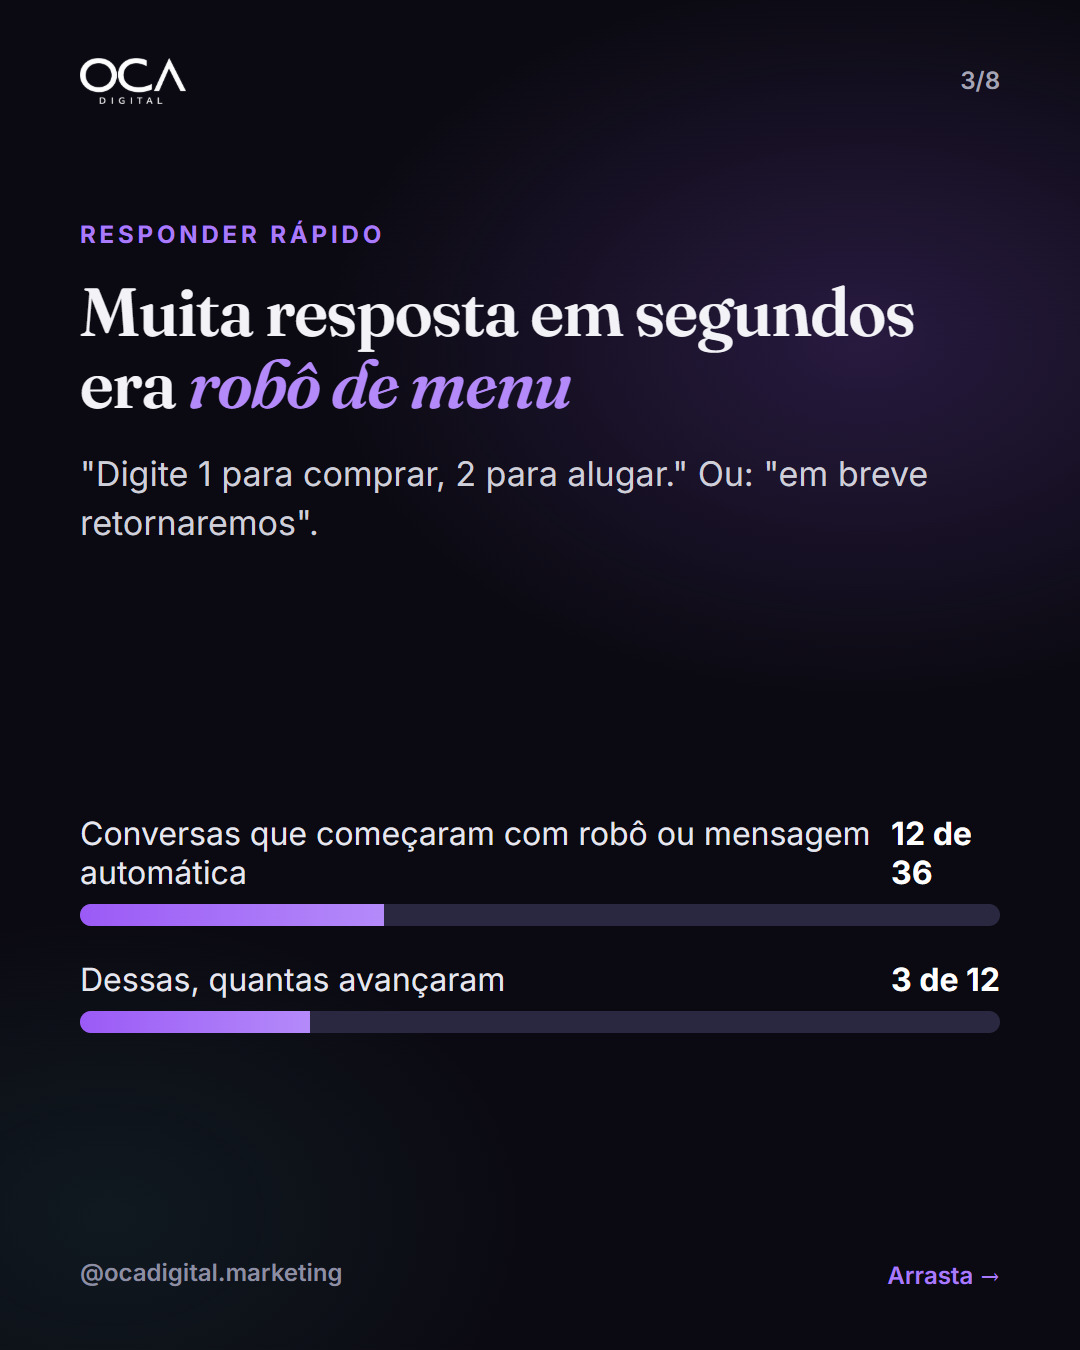 OCA
DIGITAL
3/8
RESPONDER RÁPIDO
Muita resposta em segundos
era robô de menu
"Digite 1 para comprar, 2 para alugar." Ou: "em breve
retornaremos".
Conversas que começaram com robô ou mensagem
automática
12 de
36
Dessas, quantas avançaram
3 de 12
@ocadigital.marketing
Arrasta →